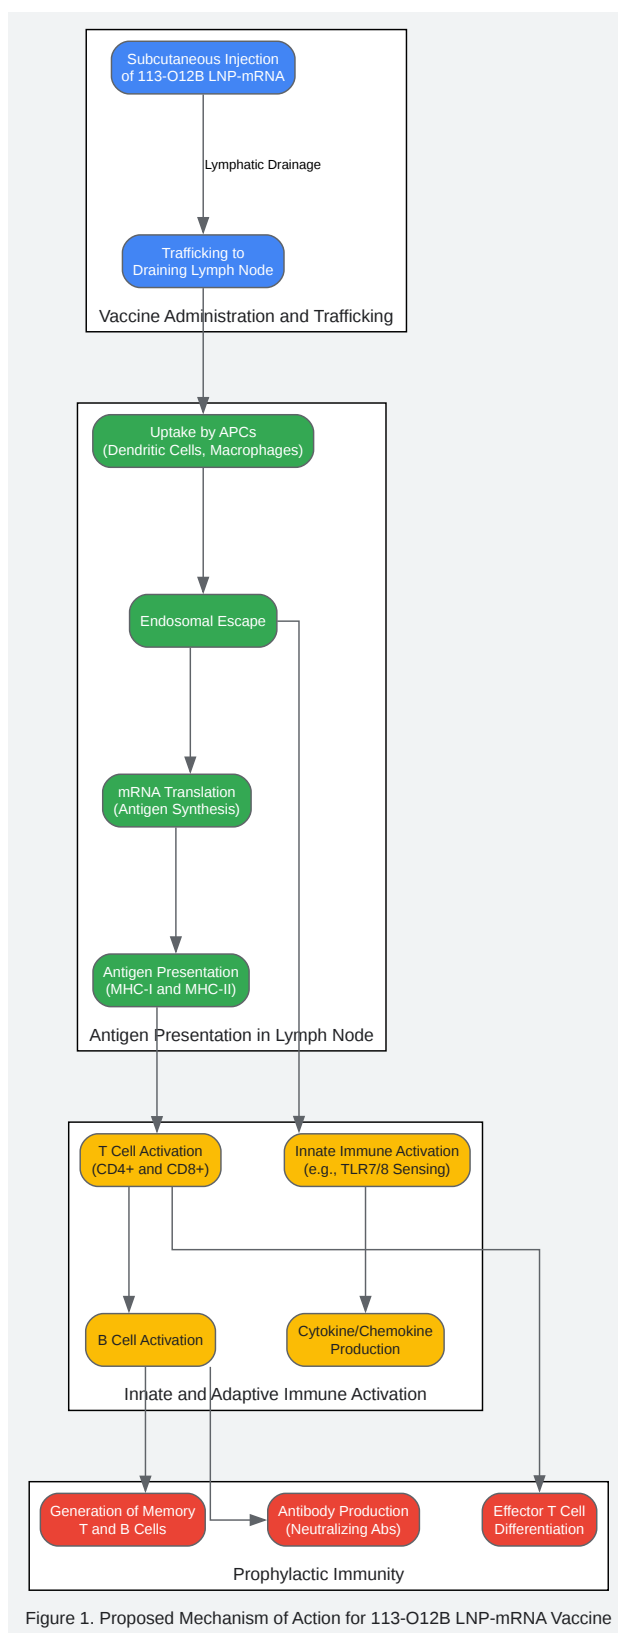 Subcutaneous Injection
of 113-O12B LNP-mRNA
Lymphatic Drainage
Trafficking to
Draining Lymph Node
Vaccine Administration and Trafficking
Uptake by APCs
(Dendritic Cells, Macrophages)
Endosomal Escape
mRNA Translation
(Antigen Synthesis)
Antigen Presentation
(MHC-I and MHC-II)
Antigen Presentation in Lymph Node
T Cell Activation
(CD4+ and CD8+)
Innate Immune Activation
(e.g., TLR7/8 Sensing)
B Cell Activation
Cytokine/Chemokine
Production
Innate and Adaptive Immune Activation
Generation of Memory
T and B Cells
Antibody Production
(Neutralizing Abs)
Effector T Cell
Differentiation
Prophylactic Immunity
Figure 1. Proposed Mechanism of Action for 113-O12B LNP-mRNA Vaccine